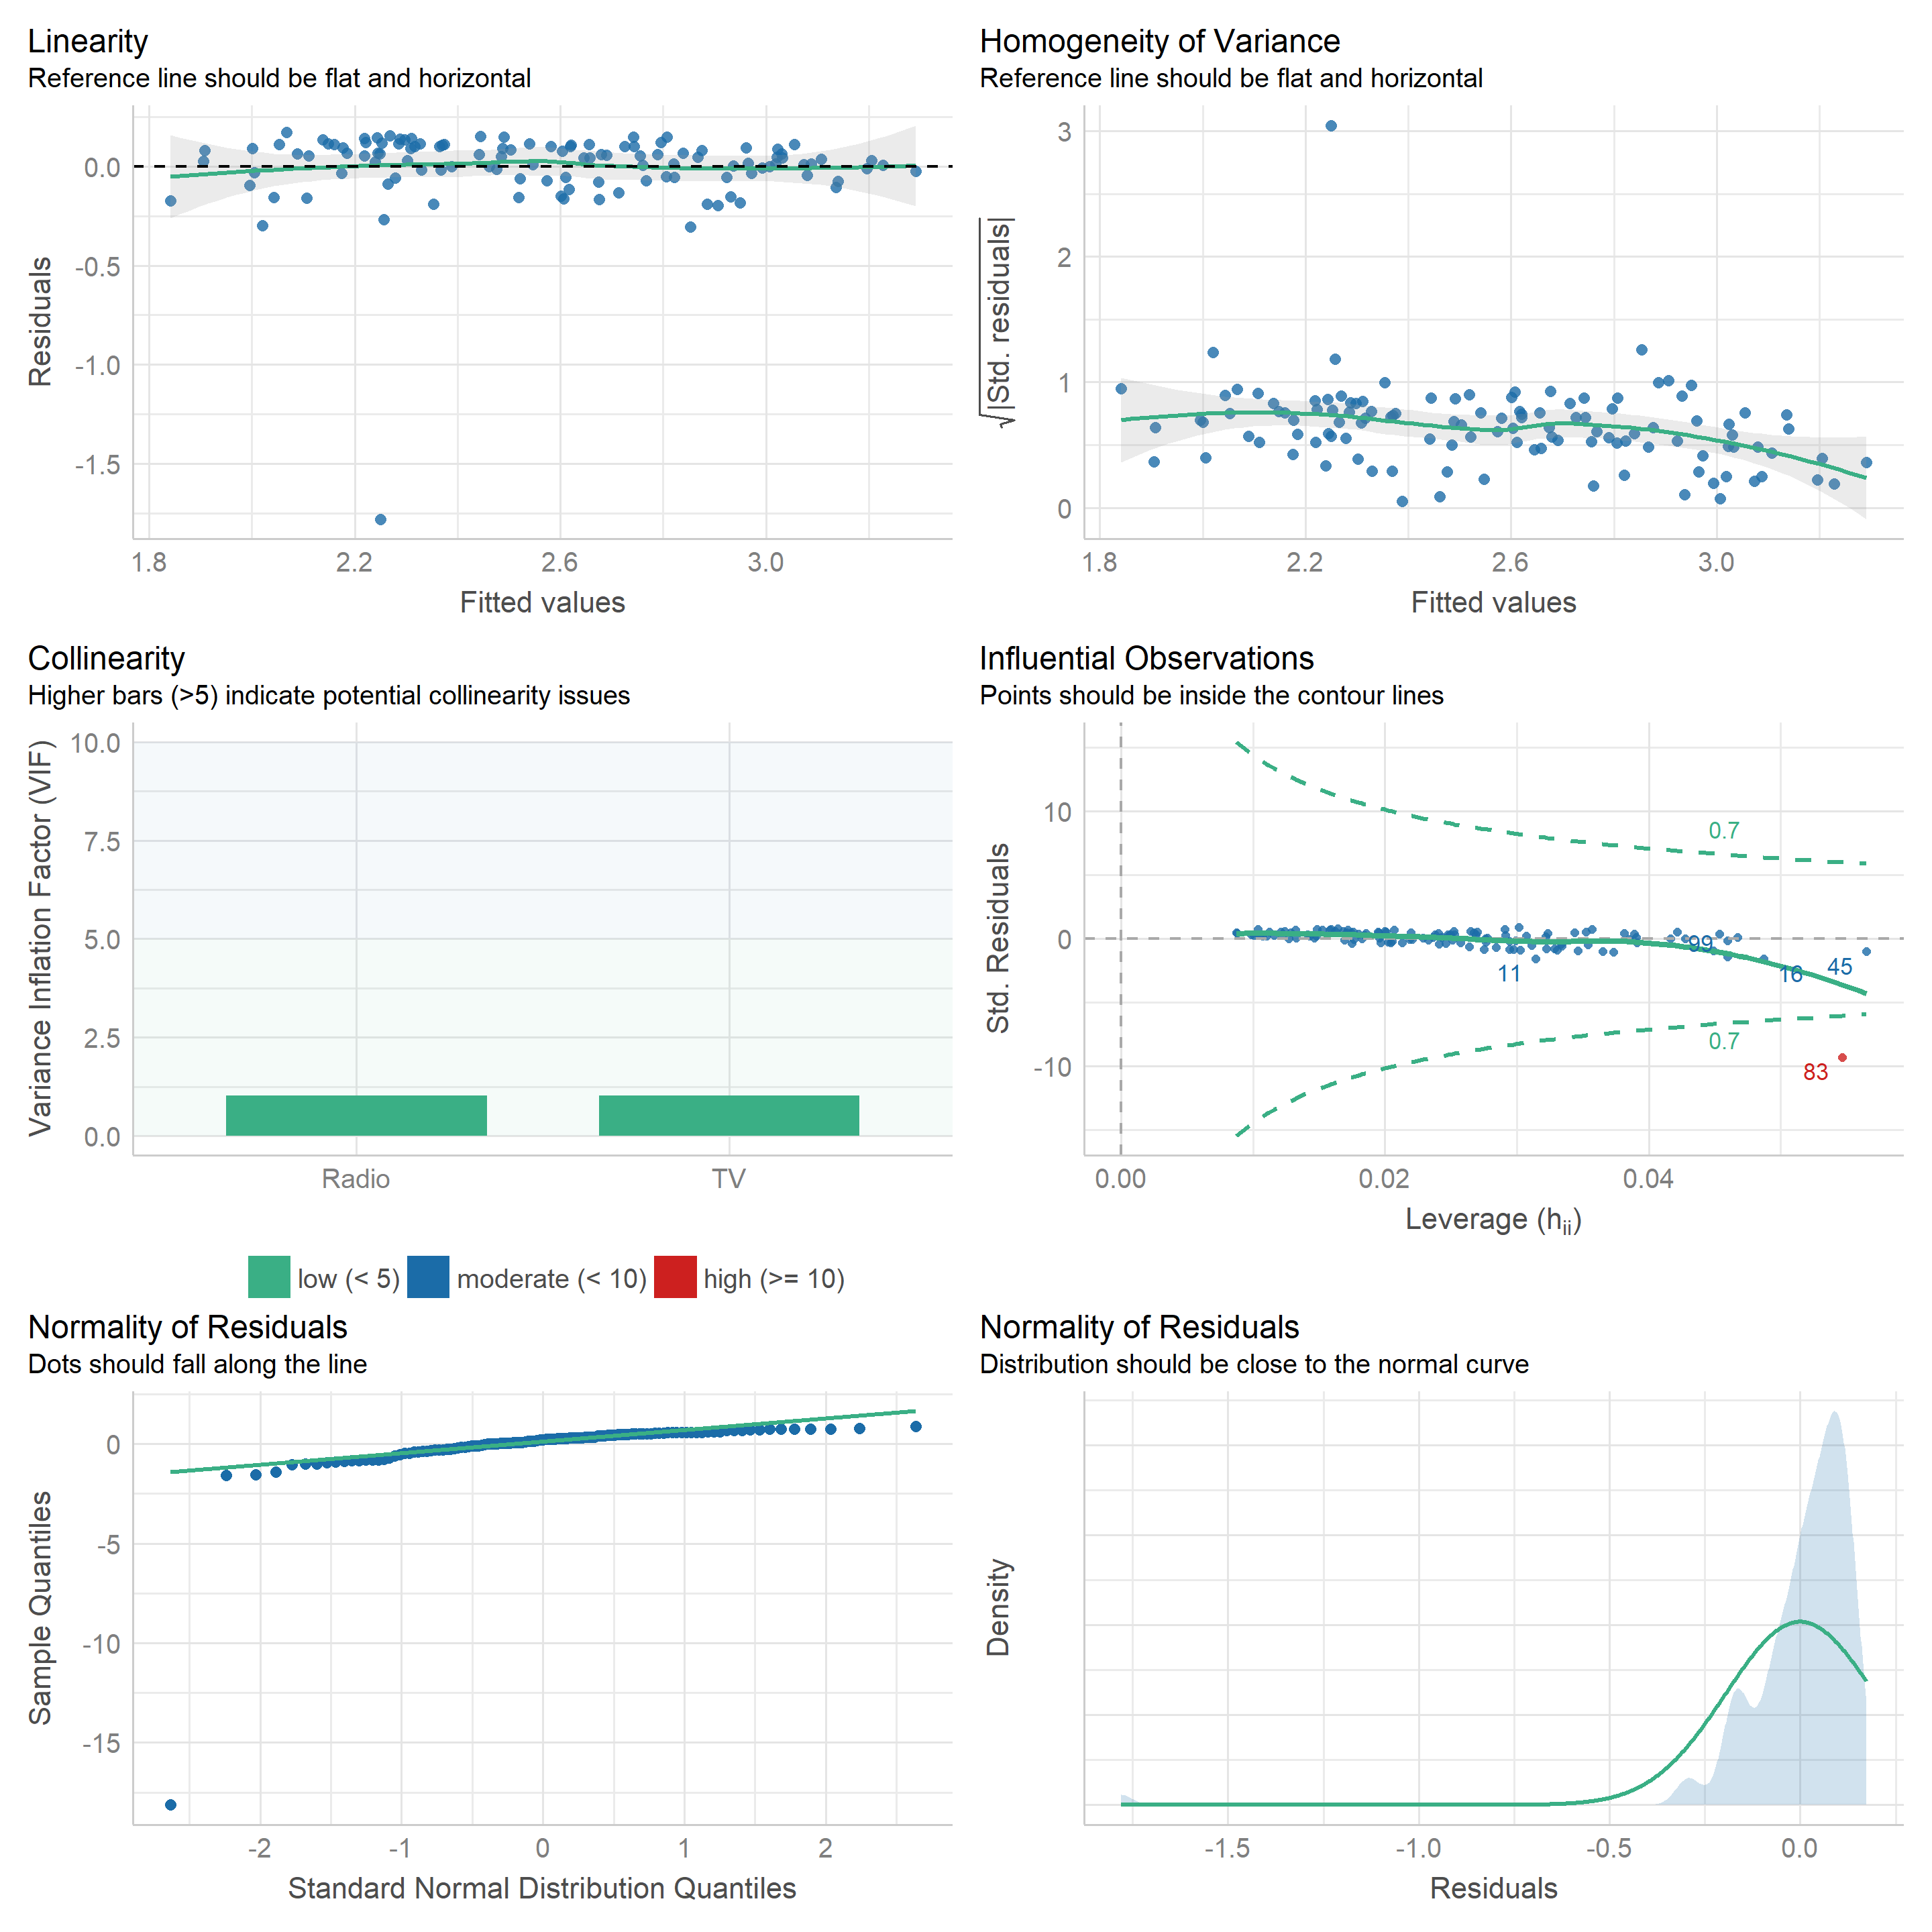 Linearity
Reference line should be flat and horizontal
Residuals
0.0
-0.5
-1.0
-1.5
1.8
2.2
2.6
3.0
Fitted values
Homogeneity of Variance
Reference line should be flat and horizontal
√|Std. residuals|
3
2
1
0
1.8
2.2
2.6
3.0
Fitted values
Collinearity
Higher bars (>5) indicate potential collinearity issues
Variance Inflation Factor (VIF)
10.0
7.5
5.0
2.5
0.0
Radio
TV
low (< 5)
moderate (< 10)
high (>= 10)
Influential Observations
Points should be inside the contour lines
Std. Residuals
10
0
-10
0.7
99
11
16
45
0.7
83
0.00
0.02
0.04
Leverage (hii)
Normality of Residuals
Dots should fall along the line
Sample Quantiles
0
-5
-10
-15
-2
-1
0
1
2
Standard Normal Distribution Quantiles
Normality of Residuals
Distribution should be close to the normal curve
Density
-1.5
-1.0
-0.5
0.0
Residuals